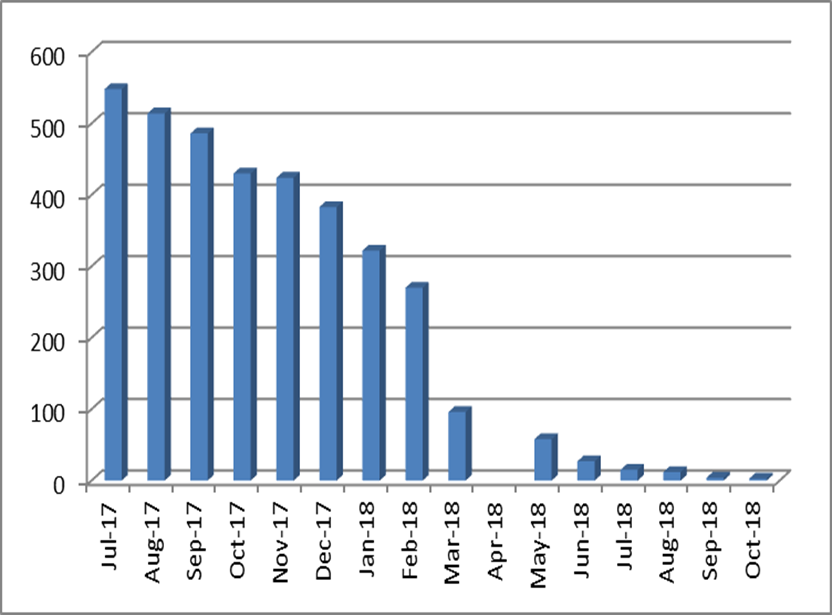 600
500
400
300
200
100
0
Jul-17
Aug-17
Sep-17
Oct-17
Nov-17
Dec-17
Jan-18
Feb-18
Mar-18
Apr-18
May-18
Jun-18
Jul-18
Aug-18
Sep-18
Oct-18